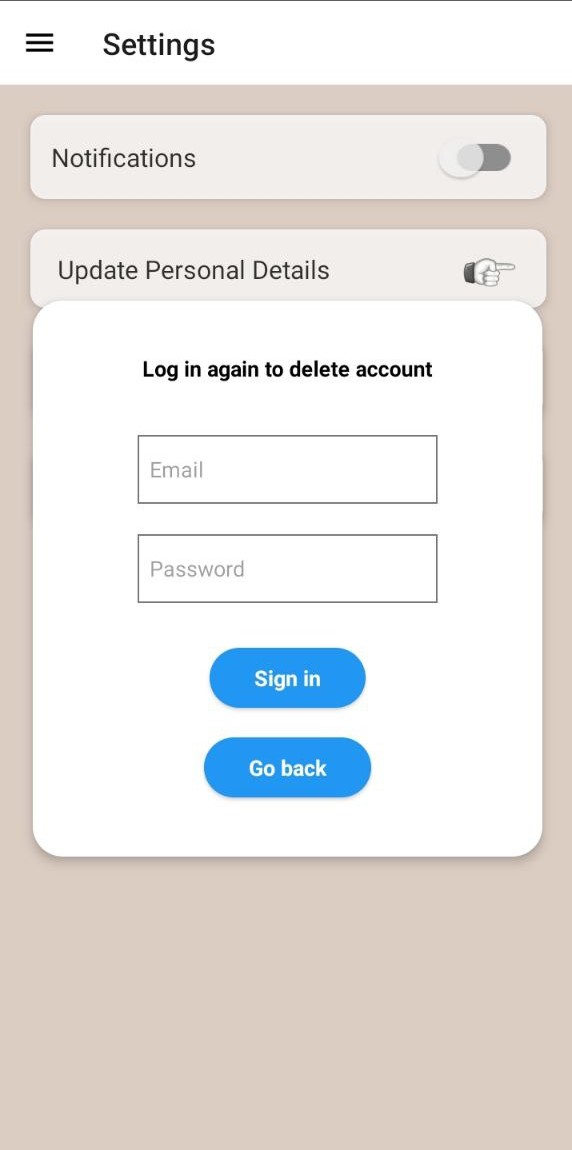 Settings
Notifications
Update Personal Details
Log in again to delete account
Email
Password
Sign in
Go back